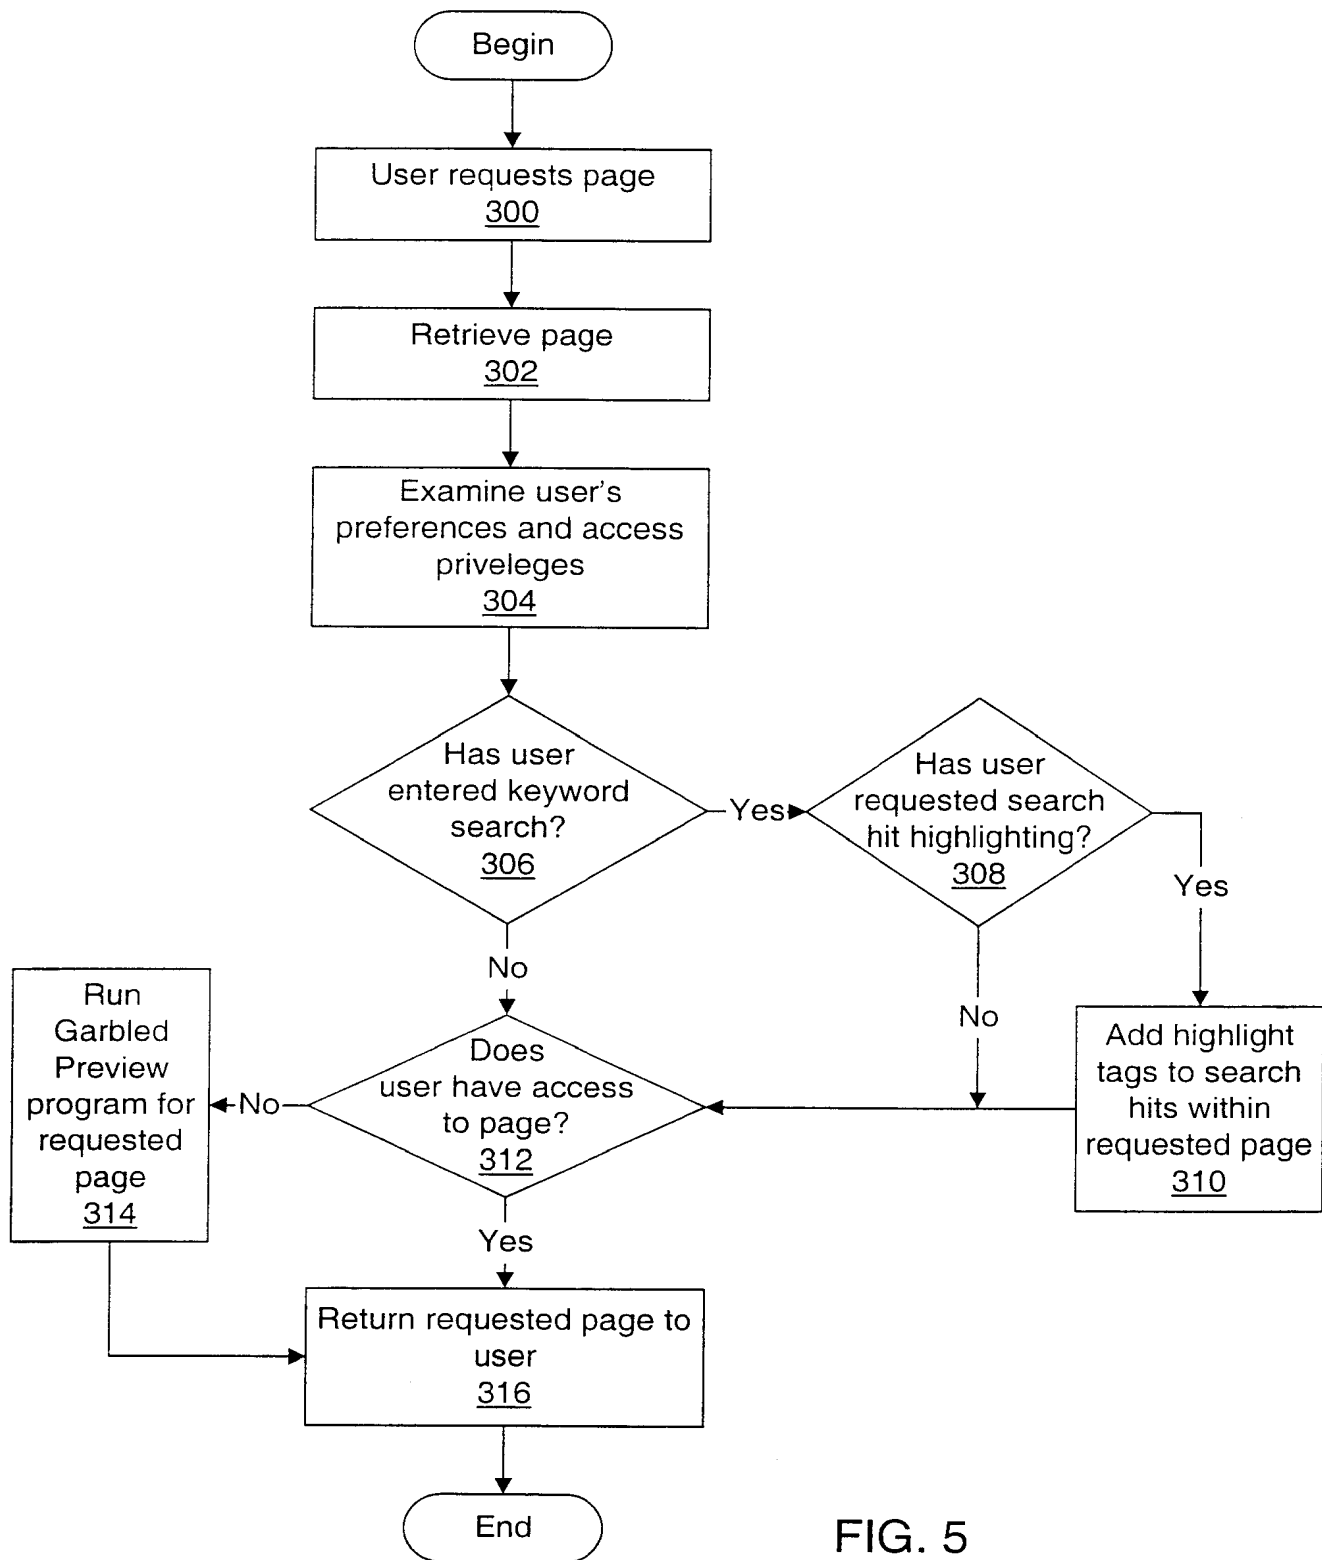 Begin
User requests page
300
Retrieve page
302
Examine user's
preferences and access
priveleges
304
Has user
entered keyword
search?
306
Yes
Has user
requested search
hit highlighting?
308
Yes
No
No
Add highlight
tags to search
hits within
requested page
310
Does
user have access
to page?
312
No
Run
Garbled
Preview
program for
requested
page
314
Yes
Return requested page to
user
316
End
FIG. 5